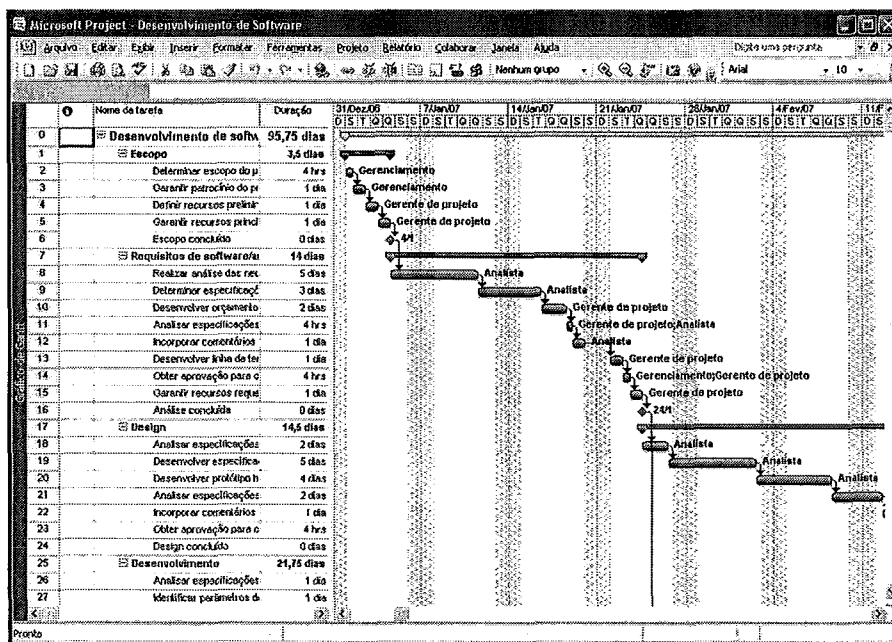 Microsoft Project - Desenvolvimento de Software
Arquivo Editar Exibir Inserir Formatar Ferramentas Projeto Relatório Colaborar Janela Ajuda Digite uma pergunta
Nenhum grupo Arial 10
Nome da tarefa Duração 31/Dez/06 7/Jan/07 14/Jan/07 21/Jan/07 28/Jan/07 4/Fev/07 11/F
D S T Q Q S S D S T Q Q S S D S T Q Q S S D S T Q Q S S D S T Q Q S S D S T Q Q S S D S
0 Desenvolvimento de softw 95,75 dias
1 Escopo 3,5 dias
2 Determinar escopo do p 4 hrs Gerenciamento
3 Garantir patrocínio do pr 1 dia Gerenciamento
4 Definir recursos prelimir 1 dia Gerente de projeto
5 Garantir recursos princi 1 dia Gerente de projeto
6 Escopo concluído 0 dias 4/1
7 Requisitos de software/a 14 dias
8 Realizar análise das nec 5 dias Analista
9 Determinar especificaçõ 3 dias Analista
10 Desenvolver orçamento 2 dias Gerente de projeto
11 Analisar especificações 4 hrs Gerente de projeto;Analista
12 Incorporar comentários 1 dia Analista
13 Desenvolver linha de ter 1 dia Gerente de projeto
14 Obter aprovação para c 4 hrs Gerenciamento;Gerente de projeto
15 Garantir recursos reque 1 dia Gerente de projeto
16 Análise concluída 0 dias 24/1
17 Design 14,5 dias
18 Analisar especificações 2 dias Analista
19 Desenvolver especifica 5 dias Analista
20 Desenvolver protótipo b 4 dias Analista
21 Analisar especificações 2 dias
22 Incorporar comentários 1 dia
23 Obter aprovação para c 4 hrs
24 Design concluído 0 dias
25 Desenvolvimento 21,75 dias
26 Analisar especificações 1 dia
27 Identificar parâmetros d 1 dia
Gráfico de Gantt
Pronto